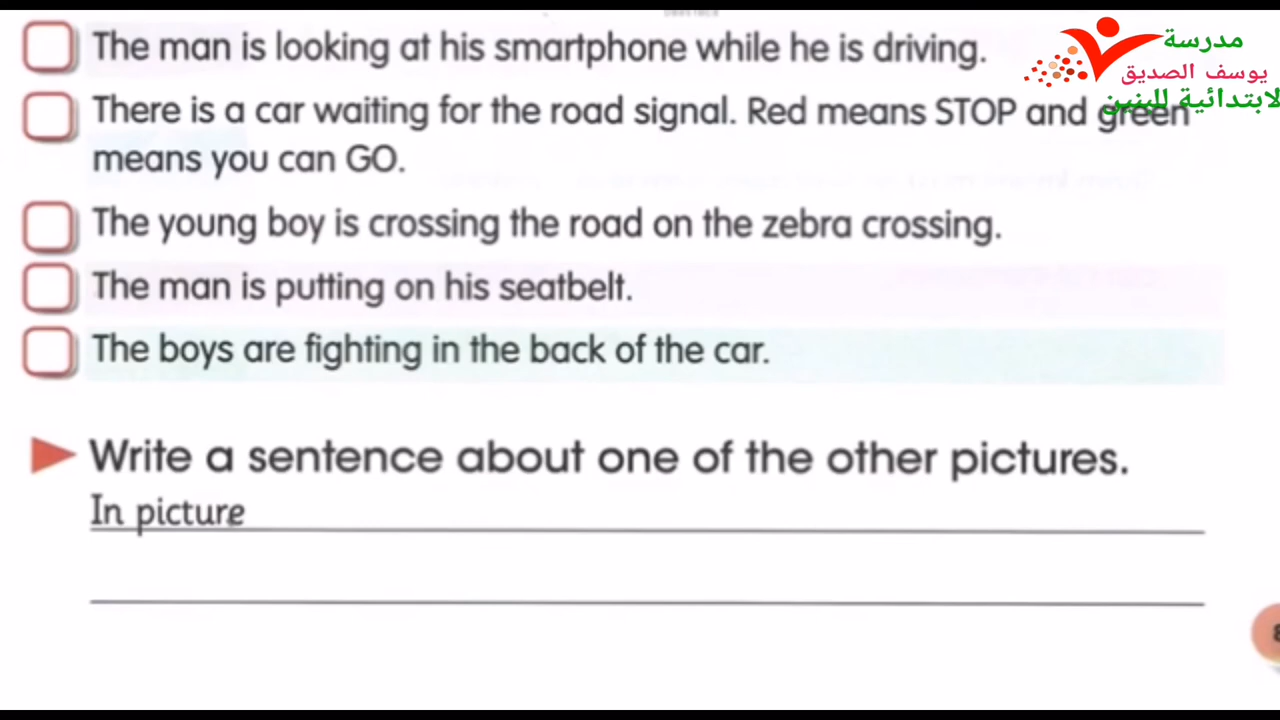 The man is looking at his smartphone while he is driving.
مدرسة
يوسف الصديق
الابتدائية للبنين
There is a car waiting for the road signal. Red means STOP and green
means you can GO.
The young boy is crossing the road on the zebra crossing.
The man is putting on his seatbelt.
The boys are fighting in the back of the car.
Write a sentence about one of the other pictures.
In picture